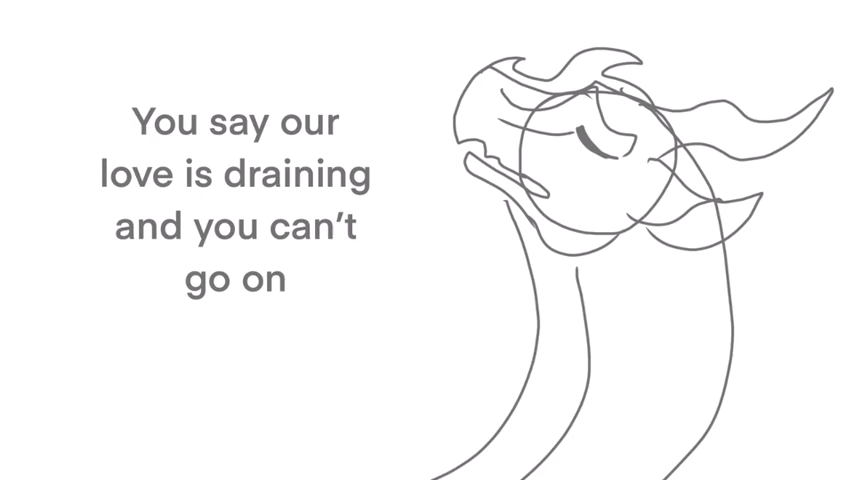 You say our
love is draining
and you can’t
go on